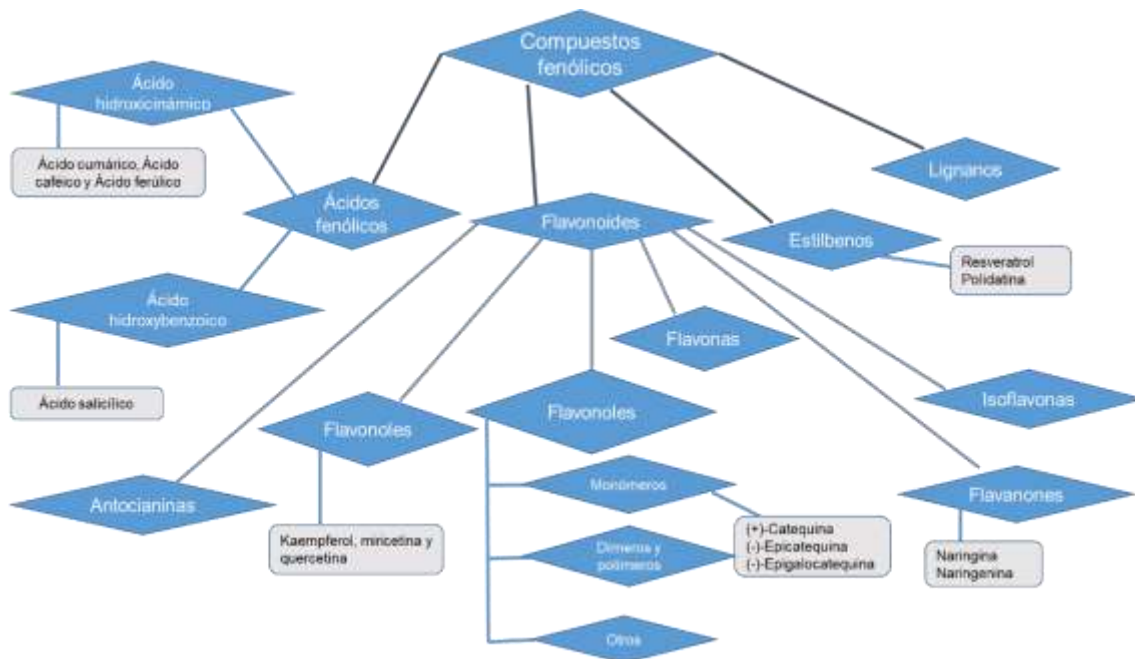 Compuestos
fenólicos
Ácido
hidroxicinámico
Ácido cumárico, Ácido
cafeico y Ácido ferúlico
Ácidos
fenólicos
Flavonoides
Lignanos
Estilbenos
Resveratrol
Polidatina
Ácido
hidroxybenzoico
Ácido salicílico
Flavonas
Isoflavonas
Flavonoles
Flavonoles
Antocianinas
Monómeros
Flavanones
Kaempferol, miricetina y
quercetina
Dímeros y
polímeros
(+)-Catequina
(-)-Epicatequina
(-)-Epigalocatequina
Naringina
Naringenina
Otros